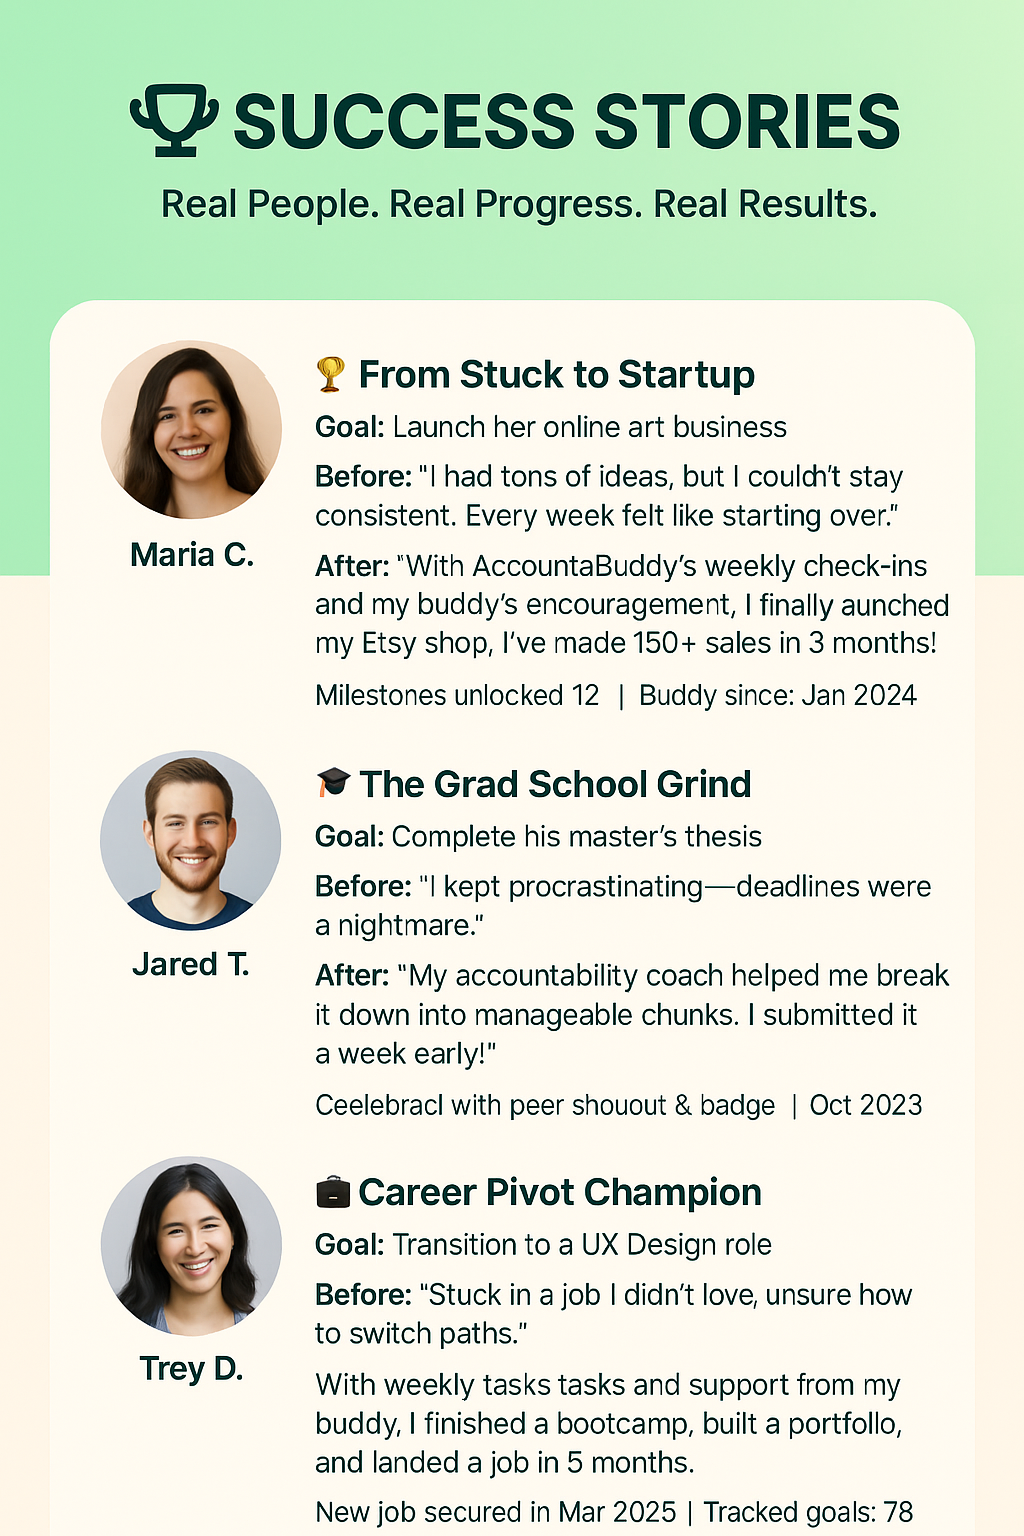 SUCCESS STORIES
Real People. Real Progress. Real Results.
From Stuck to Startup
Goal: Launch her online art business
Before: "I had tons of ideas, but I couldh't stay
consistent. Every week felt like starting over."
Maria C.
After: "With AccountaBuddy's weekly check-ins
and my buddy's encouragement, I finally aunched
my Etsy shop, I've made 150+ sales in 3 months!
Milestones unlocked 12 | Buddy since: Jan 2024
The Grad School Grind
Goal: Complete his master's thesis
Before: "I kept procrastinating—deadlines were
a nightmare."
Jared T.
After: "My accountability coach helped me break
it down into manageable chunks. I submitted it
a week early!"
Ceelebracl with peer shouout & badge | Oct 2023
Career Pivot Champion
Goal: Transition to a UX Design role
Before: "Stuck in a job I didn't love, unsure how
to switch paths."
Trey D.
With weekly tasks tasks and support from my
buddy, I finished a bootcamp, built a portfollo,
and landed a job in 5 months.
New job secured in Mar 2025 | Tracked goals: 78